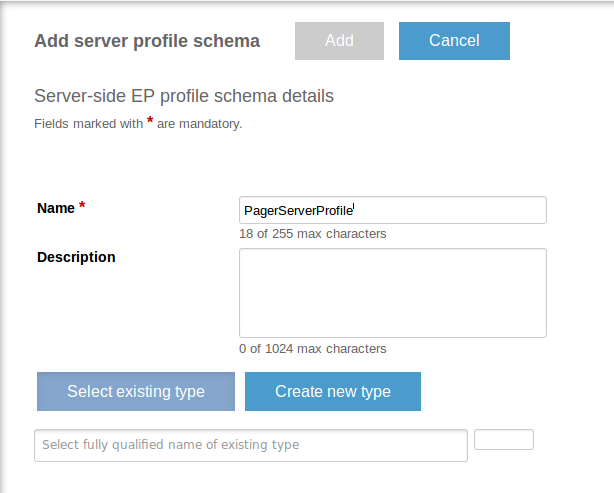 Add server profile schema Add Cancel
Server-side EP profile schema details
Fields marked with * are mandatory.
Name * PagerServerProfile
18 of 255 max characters
Description
0 of 1024 max characters
Select existing type Create new type
Select fully qualified name of existing type